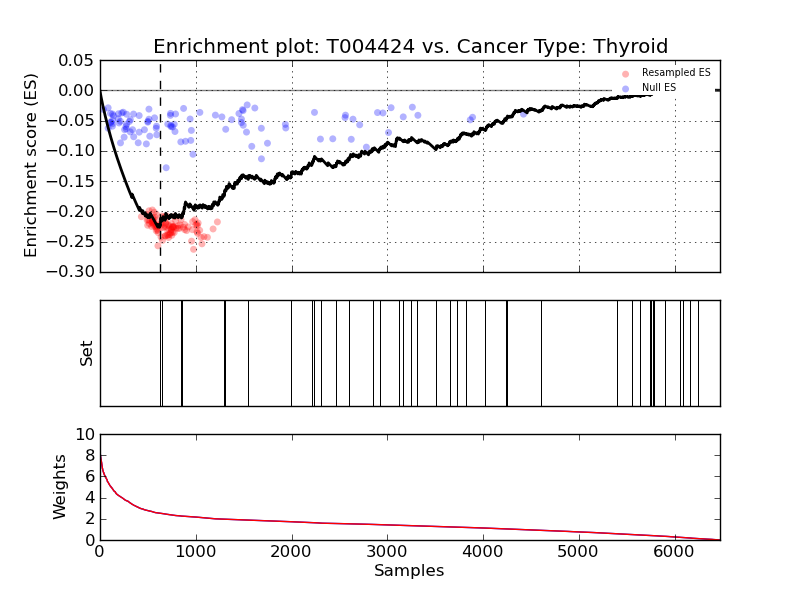 Enrichment plot: T004424 vs. Cancer Type: Thyroid
Enrichment score (ES)
0.05
0.00
−0.05
−0.10
−0.15
−0.20
−0.25
−0.30
Resampled ES
Null ES
Set
Weights
10
8
6
4
2
0
0 1000 2000 3000 4000 5000 6000
Samples